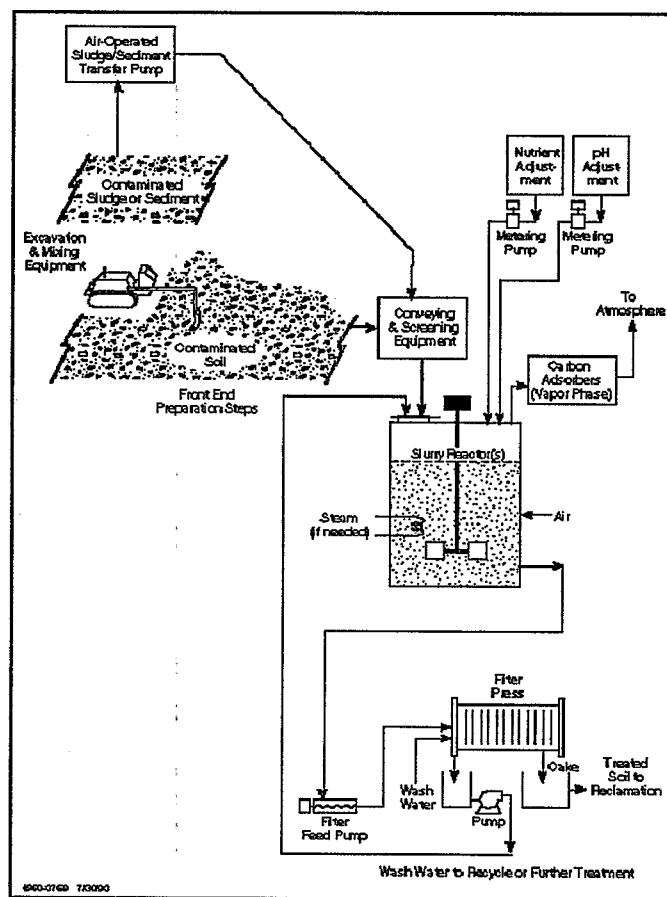 Air-Operated
Sludge/Sediment
Transfer Pump
Contaminated
Sludge or Sediment
Excavation
& Mixing
Equipment
Contaminated
Soil
Front End
Preparation Steps
Conveying
& Screening
Equipment
Nutrient
Adjust-
ment
pH
Adjust-
ment
Metering
Pump
Metering
Pump
To
Atmosphere
Carbon
Adsorbers
(Vapor Phase)
Slurry Reactor(s)
Steam
(if needed)
Air
Filter
Press
Cake
Treated
Soil to
Reclamation
Wash
Water
Pump
Filter
Feed Pump
Wash Water to Recycle or Further Treatment